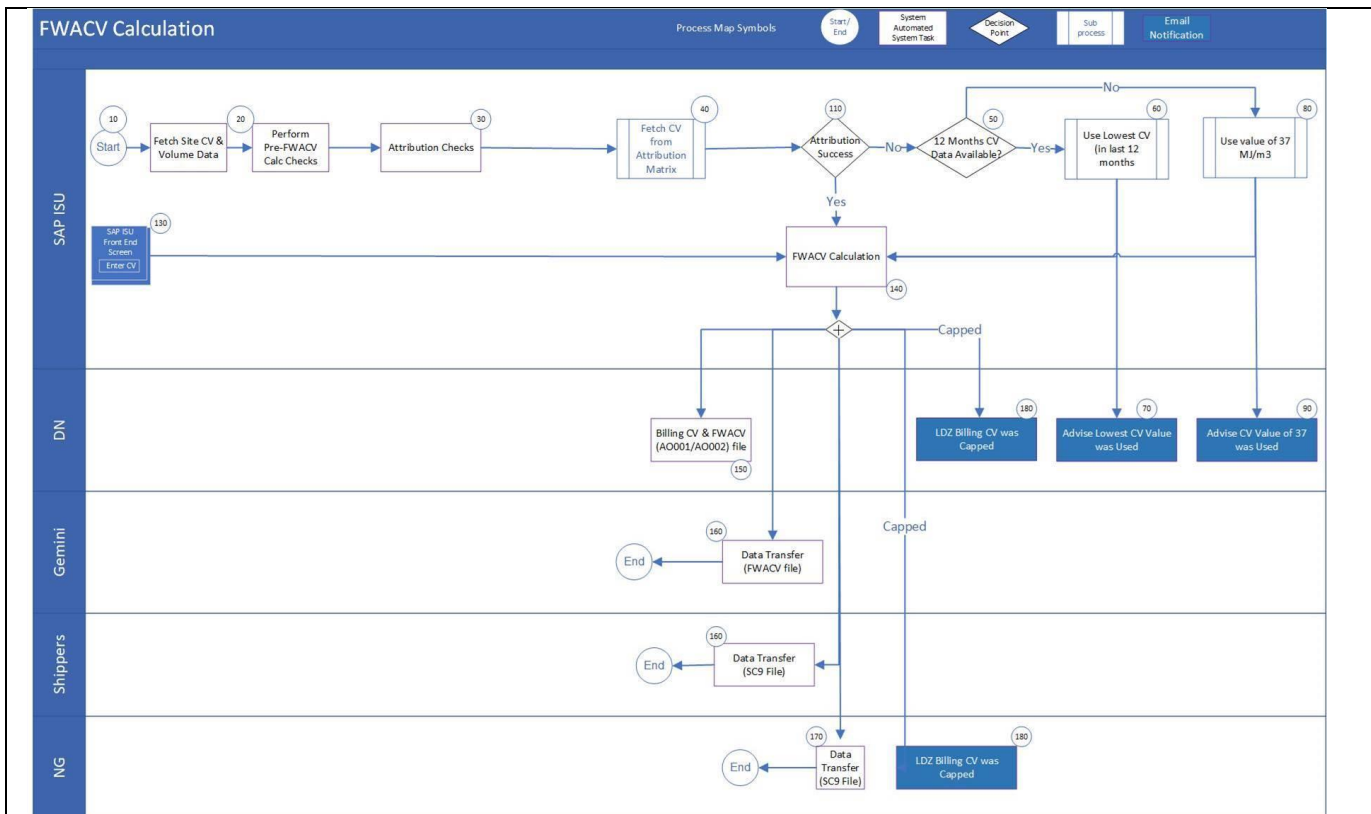 FWACV Calculation
Process Map Symbols
Start/
End
System
Automated
System Task
Decision
Point
Sub
process
Email
Notification
SAP ISU
10
Start
Fetch Site CV &
Volume Data
20
Perform
Pre-FWACV
Calc Checks
30
Attribution Checks
40
Fetch CV
from
Attribution
Matrix
110
Attribution
Success
No
50
12 Months CV
Data Available?
Yes
No
60
Use Lowest CV
(in last 12
months
80
Use value of 37
MJ/m3
Yes
130
SAP ISU
Front End
Screen
Enter CV
FWACV Calculation
140
Capped
DN
Billing CV & FWACV
(AO001/AO002) file
150
180
LDZ Billing CV was
Capped
70
Advise Lowest CV Value
was Used
90
Advise CV Value of 37
was Used
Gemini
Capped
160
Data Transfer
(FWACV file)
End
Shippers
160
Data Transfer
(SC9 File)
End
NG
170
Data
Transfer
(SC9 File)
End
180
LDZ Billing CV was
Capped